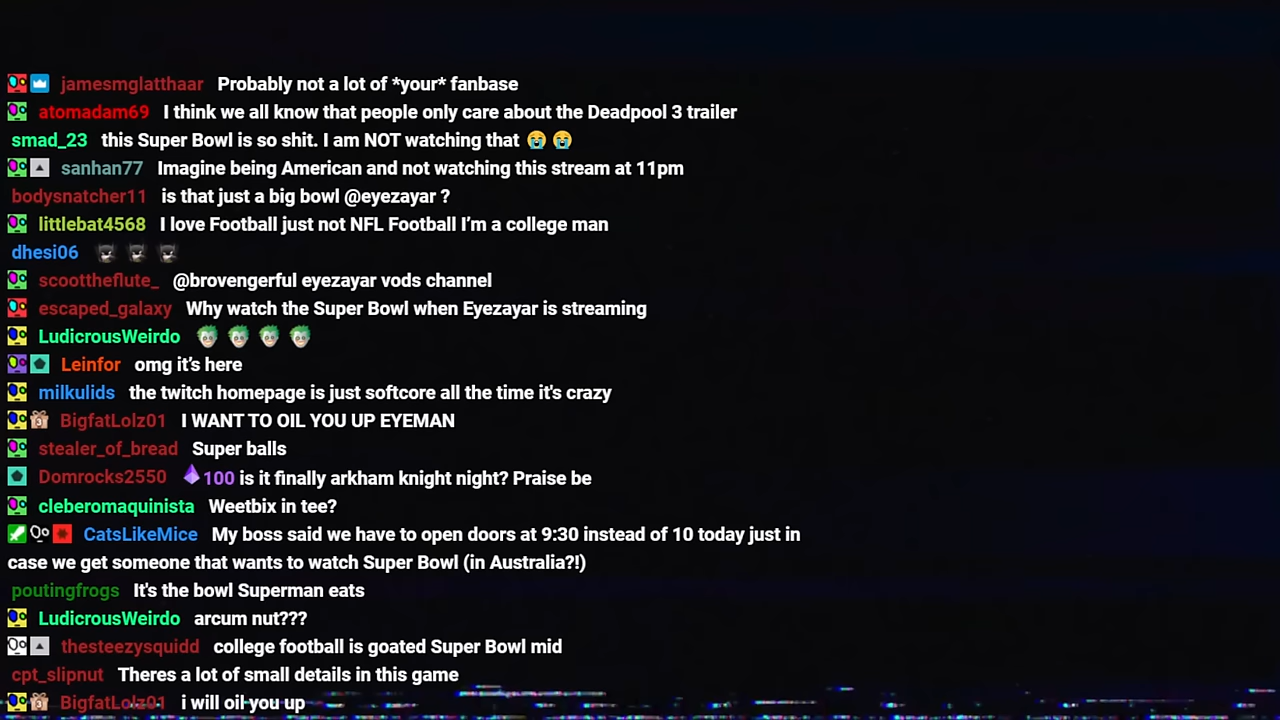 jamesmglatthaar Probably not a lot of *your* fanbase
atomadam69 I think we all know that people only care about the Deadpool 3 trailer
smad_23 this Super Bowl is so shit. I am NOT watching that 😭 😭
sanhan77 Imagine being American and not watching this stream at 11pm
bodysnatcher11 is that just a big bowl @eyezayar ?
littlebat4568 I love Football just not NFL Football I'm a college man
dhesi06
scoottheflute_ @brovengerful eyezayar vods channel
escaped_galaxy Why watch the Super Bowl when Eyezayar is streaming
LudicrousWeirdo
Leinfor omg it's here
milkulids the twitch homepage is just softcore all the time it's crazy
BigfatLolz01 I WANT TO OIL YOU UP EYEMAN
stealer_of_bread Super balls
Domrocks2550 100 is it finally arkham knight night? Praise be
cleberomaquinista Weetbix in tee?
CatsLikeMice My boss said we have to open doors at 9:30 instead of 10 today just in
case we get someone that wants to watch Super Bowl (in Australia?!)
poutingfrogs It's the bowl Superman eats
LudicrousWeirdo arcum nut???
thesteezysquidd college football is goated Super Bowl mid
cpt_slipnut Theres a lot of small details in this game
BigfatLolz01 i will oil you up